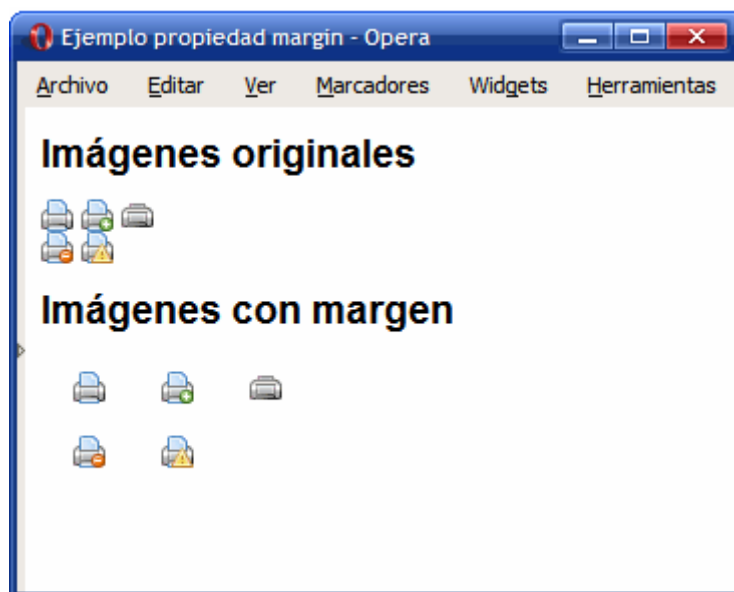 Ejemplo propiedad margin - Opera
Archivo Editar Ver Marcadores Widgets Herramientas
Imágenes originales
Imágenes con margen